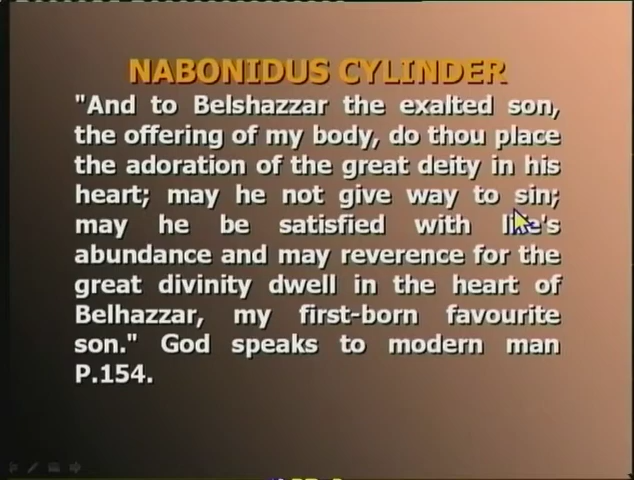 NABONIDUS CYLINDER
"And to Belshazzar the exalted son,
the offering of my body, do thou place
the adoration of the great deity in his
heart; may he not give way to sin;
may he be satisfied with life's
abundance and may reverence for the
great divinity dwell in the heart of
Belhazzar, my first-born favourite
son." God speaks to modern man
P.154.